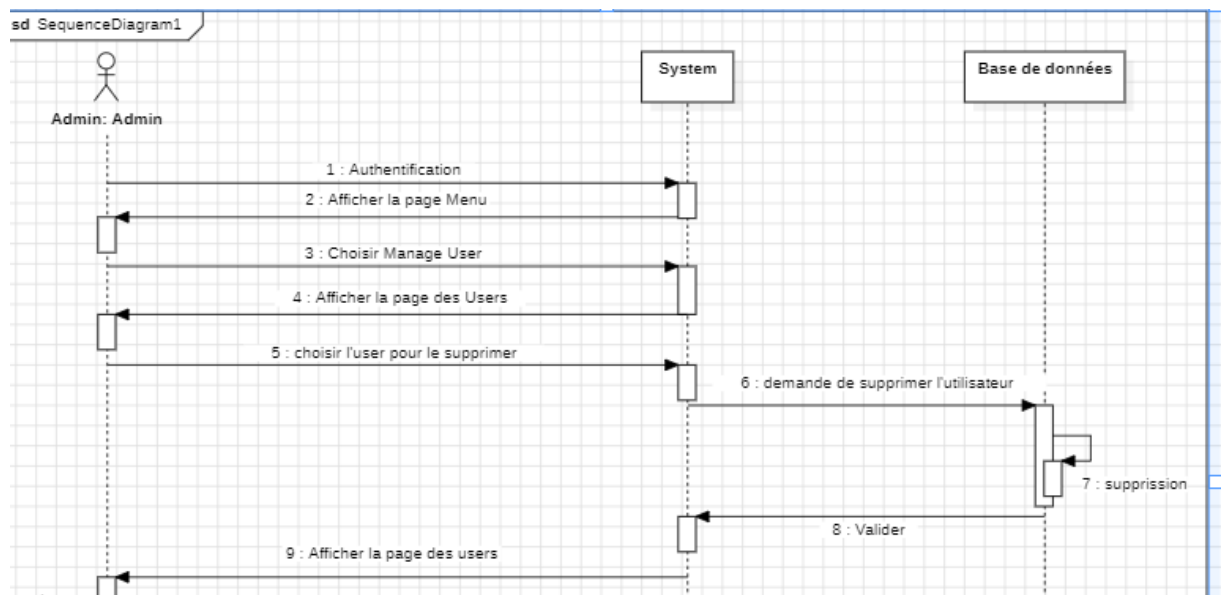 sd SequenceDiagram1
System
Base de données
Admin: Admin
1 : Authentification
2 : Afficher la page Menu
3 : Choisir Manage User
4 : Afficher la page des Users
5 : choisir l'user pour le supprimer
6 : demande de supprimer l'utilisateur
7 : supprission
8 : Valider
9 : Afficher la page des users